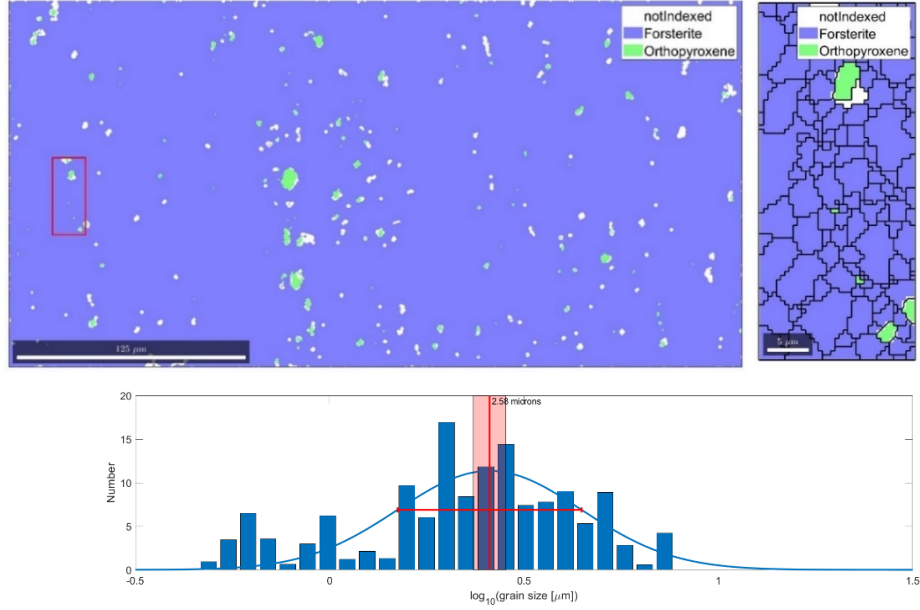 notIndexed
Forsterite
Orthopyroxene
125 μm
notIndexed
Forsterite
Orthopyroxene
5 μm
20
15
10
5
0
Number
2.58 midrons
-0.5
0
0.5
1
1.5
log10(grain size [μm])